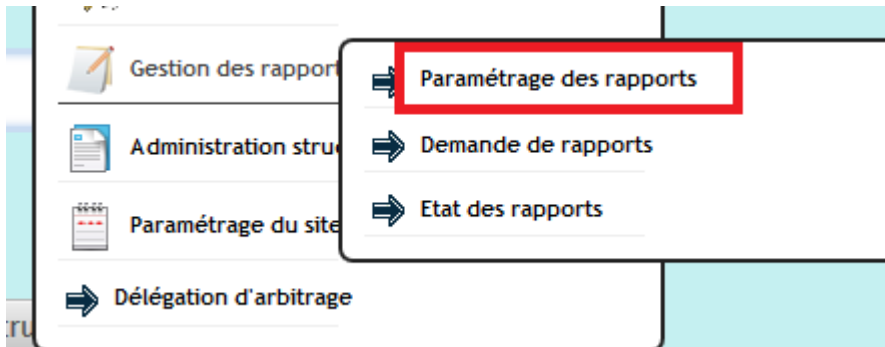 Gestion des rapport
Paramétrage des rapports
Administration stru
Demande de rapports
Paramétrage du site
Etat des rapports
Délégation d'arbitrage
tru